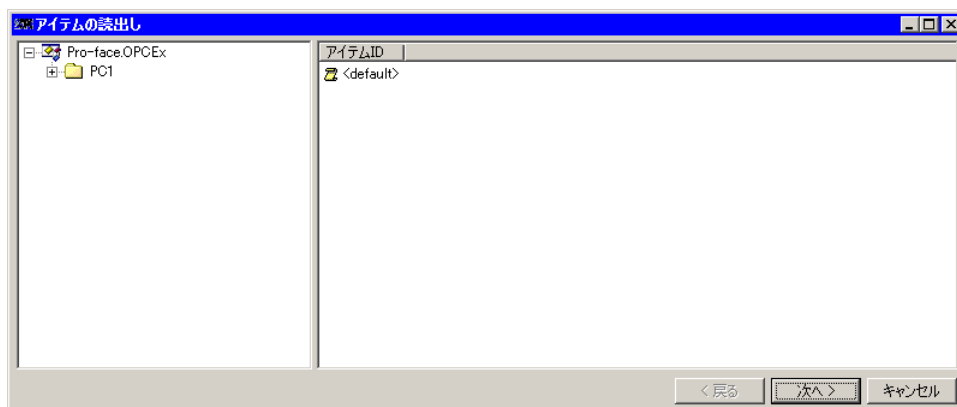 アイテムの読出し
Pro-face.OPCEx
PC1
アイテムID
<default>
< 戻る
次へ >
キャンセル